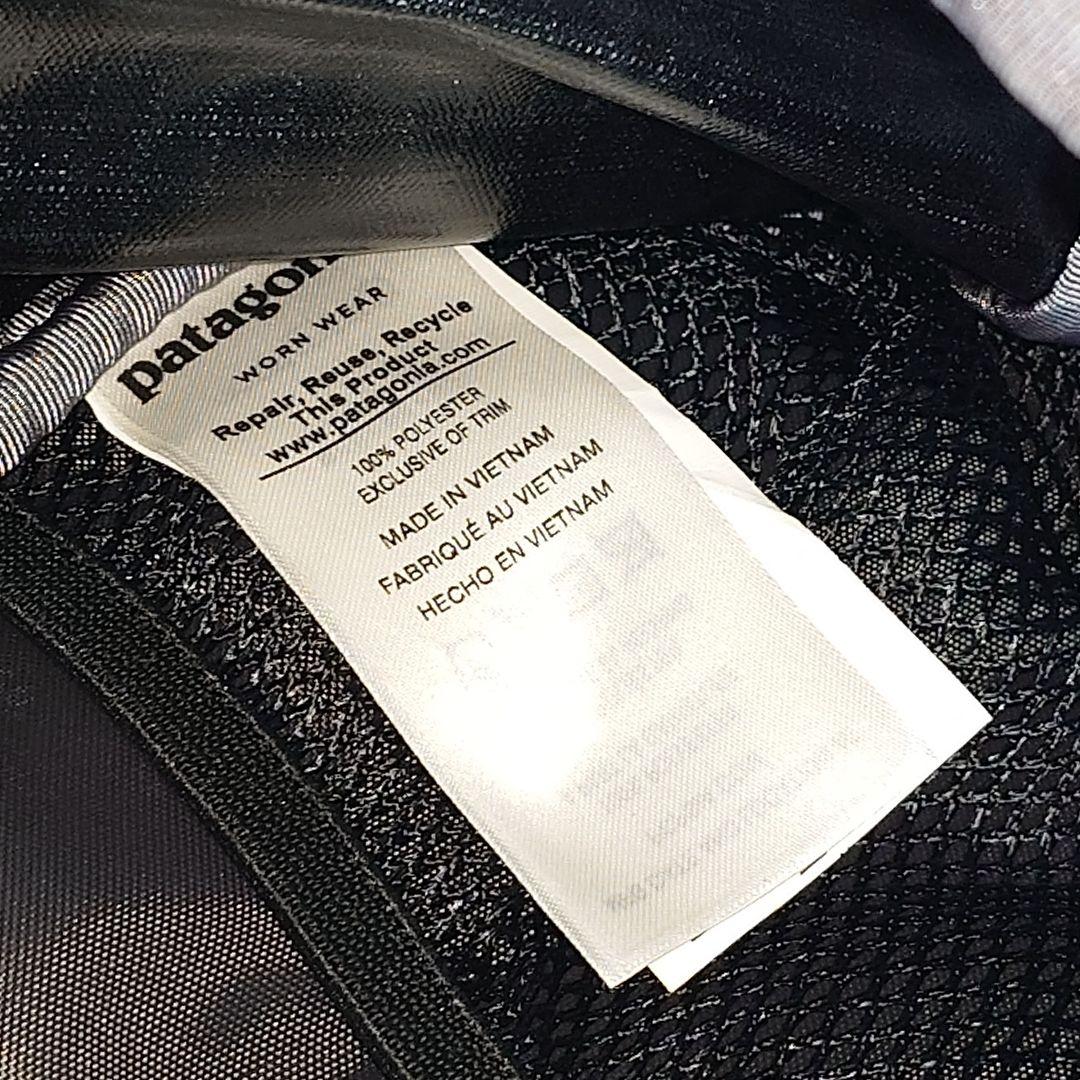 patagon
WORN WEAR
Repair, Reuse, Recycle
This Product
www.patagonia.com
100% POLYESTER
EXCLUSIVE OF TRIM
MADE IN VIETNAM
FABRIQUÉ AU VIETNAM
HECHO EN VIETNAM